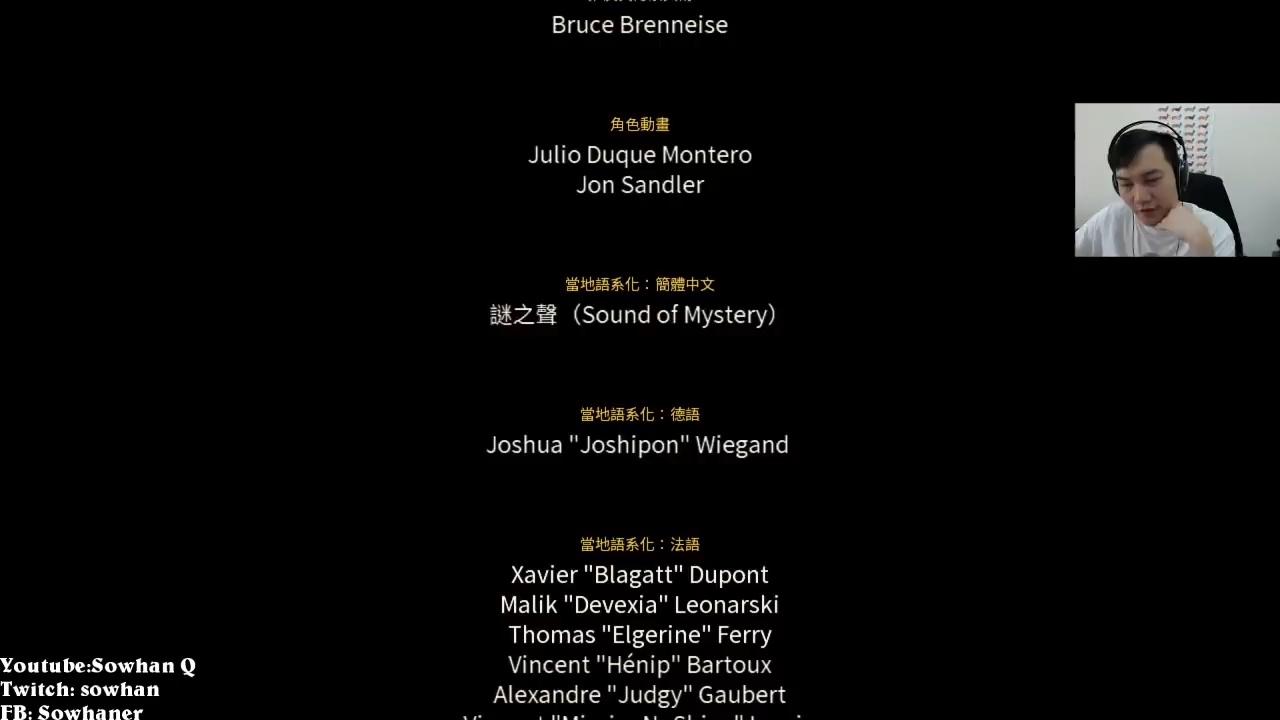 Bruce Brenneise
角色動畫
Julio Duque Montero
Jon Sandler
當地語系化：簡體中文
謎之聲（Sound of Mystery）
當地語系化：德語
Joshua "Joshipon" Wiegand
當地語系化：法語
Xavier "Blagatt" Dupont
Malik "Devexia" Leonarski
Thomas "Elgerine" Ferry
Vincent "Hénip" Bartoux
Alexandre "Judgy" Gaubert
Youtube:Sowhan Q
Twitch: sowhan
FB: Sowhaner